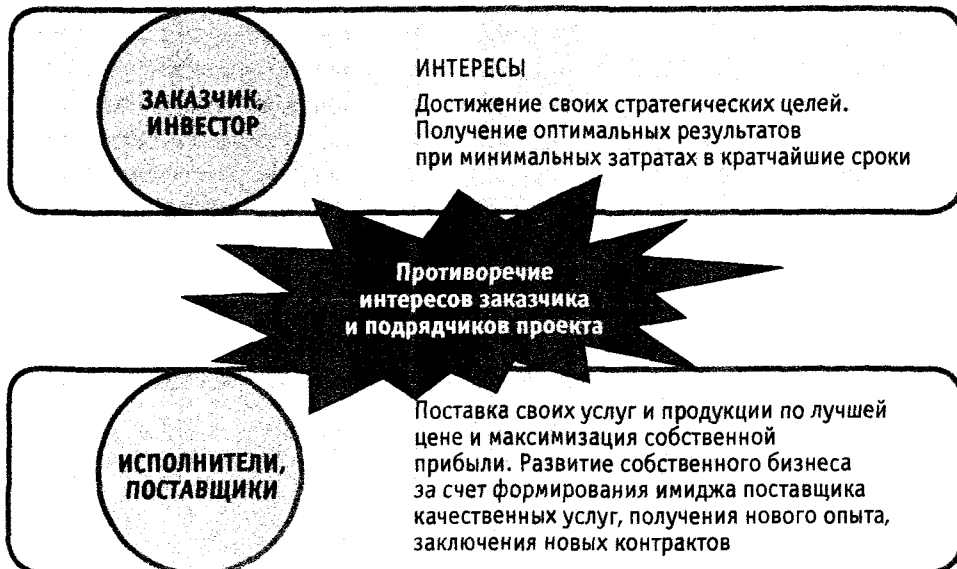 ЗАКАЗЧИК,
ИНВЕСТОР
ИНТЕРЕСЫ
Достижение своих стратегических целей.
Получение оптимальных результатов
при минимальных затратах в кратчайшие сроки
Противоречие
интересов заказчика
и подрядчиков проекта
ИСПОЛНИТЕЛИ,
ПОСТАВЩИКИ
Поставка своих услуг и продукции по лучшей
цене и максимизация собственной
прибыли. Развитие собственного бизнеса
за счет формирования имиджа поставщика
качественных услуг, получения нового опыта,
заключения новых контрактов